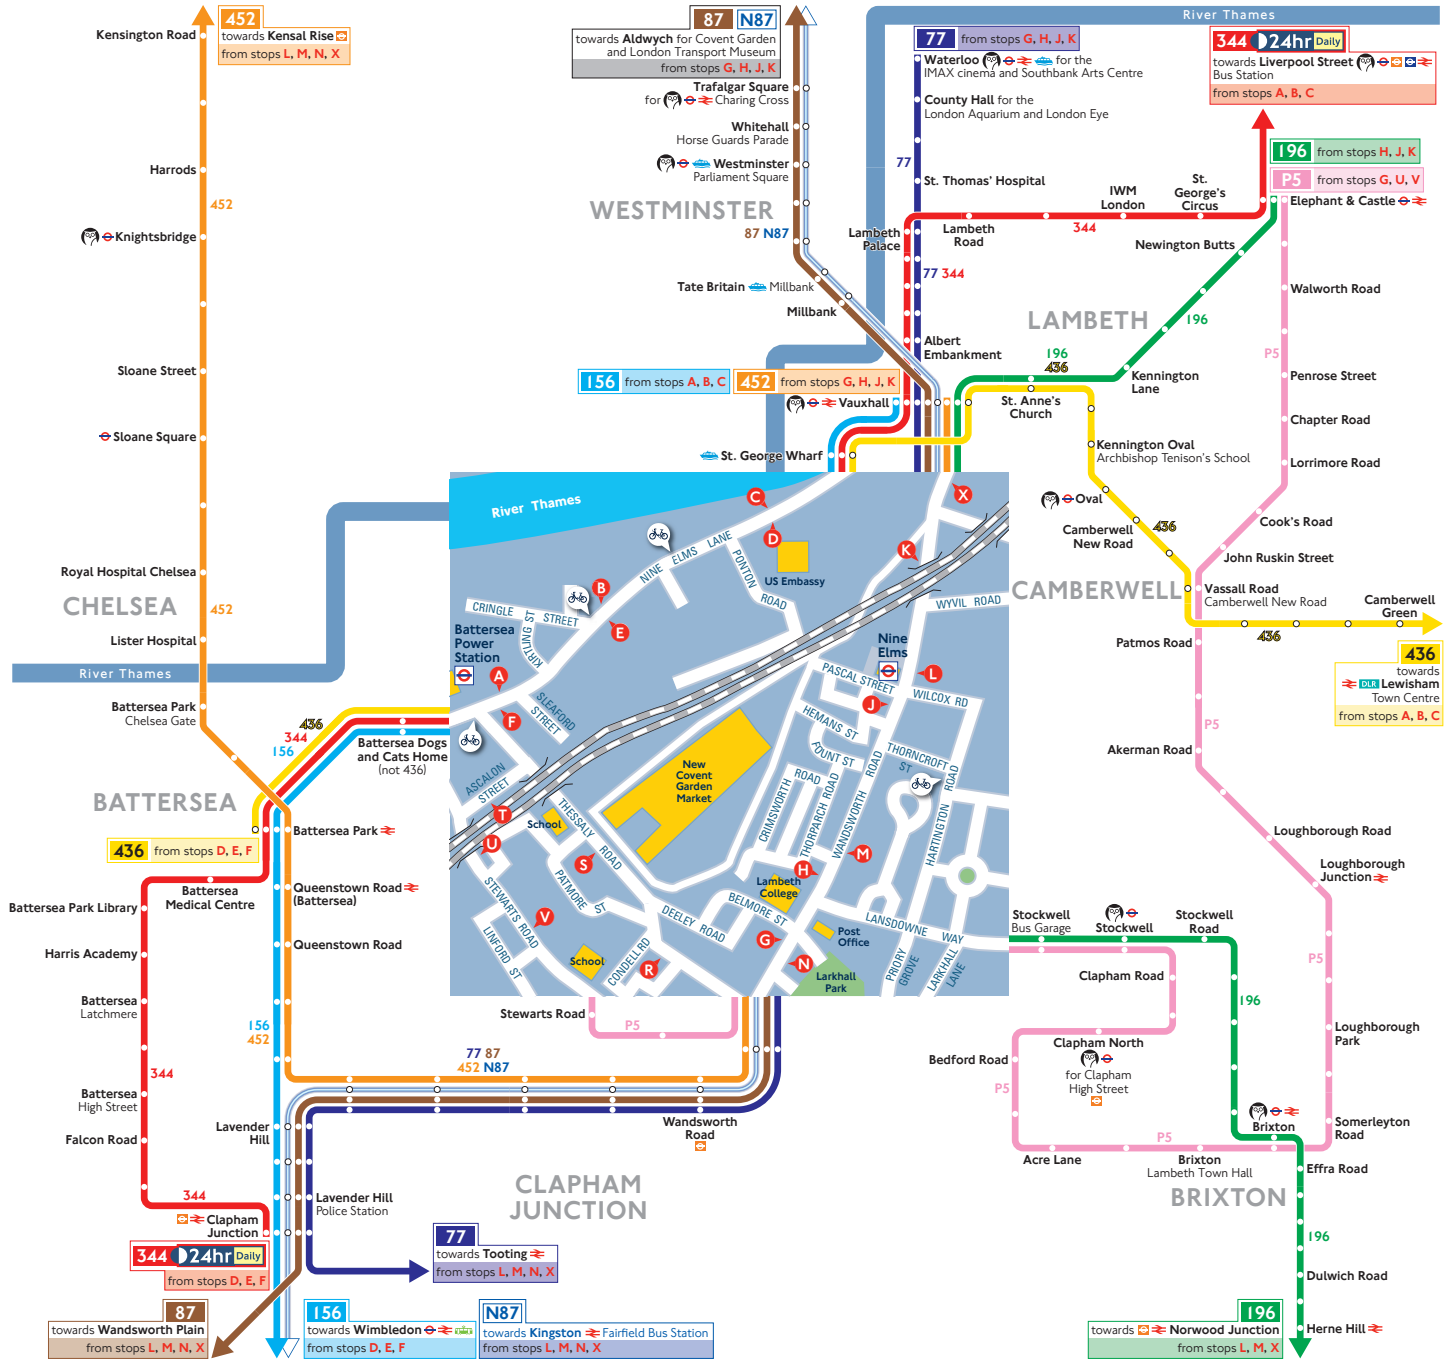 452
towards Kensal Rise
from stops L, M, N, X
Kensington Road
Harrods
452
Knightsbridge
Sloane Street
Sloane Square
Royal Hospital Chelsea
CHELSEA
452
Lister Hospital
River Thames
Battersea Park
Chelsea Gate
87 N87
towards Aldwych for Covent Garden
and London Transport Museum
from stops G, H, J, K
Trafalgar Square
for Charing Cross
Whitehall
Horse Guards Parade
Westminster
Parliament Square
WESTMINSTER
87 N87
Tate Britain Millbank
Millbank
River Thames
77 from stops G, H, J, K
Waterloo for the
IMAX cinema and Southbank Arts Centre
County Hall for the
London Aquarium and London Eye
77
St. Thomas' Hospital
Lambeth
Palace
77 344
Albert
Embankment
344 24hr Daily
towards Liverpool Street
Bus Station
from stops A, B, C
196 from stops H, J, K
P5 from stops G, U, V
Elephant & Castle
St.
George's
Circus
IWM
London
Lambeth
Road
344
Newington Butts
Walworth Road
LAMBETH
196
P5
Penrose Street
Kennington
Lane
196
436
St. Anne's
Church
Chapter Road
Lorrimore Road
Kennington Oval
Archbishop Tenison's School
Oval
Camberwell
New Road
436
Cook's Road
John Ruskin Street
CAMBERWELL
Vassall Road
Camberwell New Road
Camberwell
Green
436
436
towards
DLR Lewisham
Town Centre
from stops A, B, C
Patmos Road
P5
Akerman Road
Loughborough Road
Loughborough
Junction
P5
Loughborough
Park
Somerleyton
Road
156 from stops A, B, C
452 from stops G, H, J, K
Vauxhall
St. George Wharf
River Thames
C
D
X
K
NINE ELMS LANE
PONTON
ROAD
US Embassy
B
E
CRINGLE STREET
KIRTLING ST
WYVIL ROAD
Battersea
Power
Station
A
F
SLEAFORD
STREET
Nine
Elms
L
J
PASCAL STREET
WILCOX RD
HEMANS ST
FOUNT ST
THORNCROFT
ST
ASCALON
STREET
T
U
School
THESSALY
ROAD
S
New
Covent
Garden
Market
CRIMSWORTH
ROAD
THORPARCH ROAD
WANDSWORTH ROAD
HARTINGTON ROAD
M
H
Lambeth
College
STEWARTS ROAD
PATMORE ST
V
LINFORD ST
School
CONDELL RD
R
DEELEY ROAD
BELMORE ST
G
N
Post
Office
LANSDOWNE WAY
PRIORY
GROVE
LARKHALL
LANE
Larkhall
Park
436
344
156
Battersea Dogs
and Cats Home
(not 436)
BATTERSEA
436 from stops D, E, F
Battersea Park
Battersea
Medical Centre
Queenstown Road
(Battersea)
Queenstown Road
Battersea Park Library
Harris Academy
Battersea
Latchmere
156
452
344
Battersea
High Street
Falcon Road
Lavender
Hill
344
Clapham
Junction
Lavender Hill
Police Station
344 24hr Daily
from stops D, E, F
87
towards Wandsworth Plain
from stops L, M, N, X
156
towards Wimbledon
from stops D, E, F
N87
towards Kingston Fairfield Bus Station
from stops L, M, N, X
77
towards Tooting
from stops L, M, N, X
CLAPHAM
JUNCTION
Stewarts Road
P5
77 87
452 N87
Wandsworth
Road
Stockwell
Bus Garage
Stockwell
Stockwell
Road
Clapham Road
196
Clapham North
for Clapham
High Street
Bedford Road
P5
P5
Acre Lane
Brixton
Lambeth Town Hall
Brixton
BRIXTON
Effra Road
196
Dulwich Road
Herne Hill
196
towards Norwood Junction
from stops L, M, X